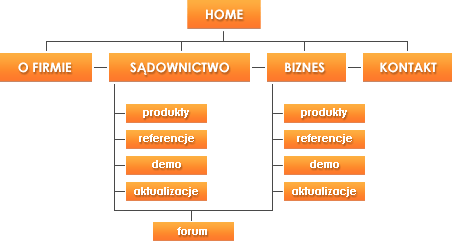 HOME
O FIRMIE
SĄDOWNICTWO
BIZNES
KONTAKT
produkty
produkty
referencje
referencje
demo
demo
aktualizacje
aktualizacje
forum